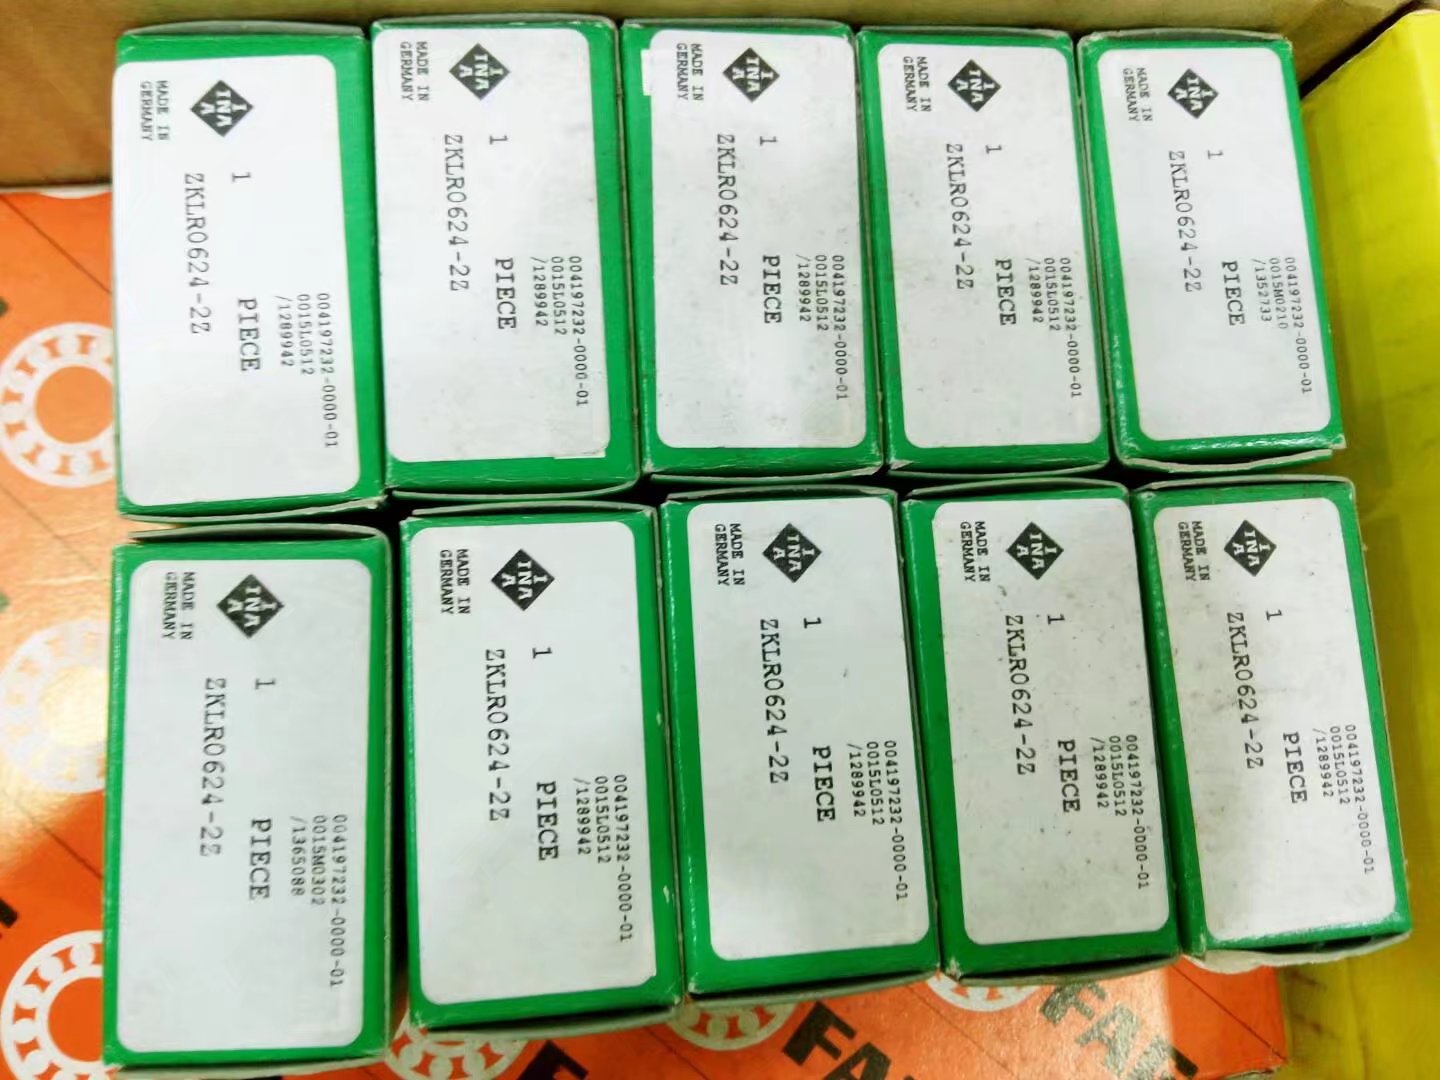 INA
MADE IN
GERMANY
1 PIECE
ZKLR0624-2Z
004197232-0000-01
0015L0512
/1289942
INA
MADE IN
GERMANY
1 PIECE
ZKLR0624-2Z
004197232-0000-01
0015L0512
/1289942
INA
MADE IN
GERMANY
1 PIECE
ZKLR0624-2Z
004197232-0000-01
0015L0512
/1289942
INA
MADE IN
GERMANY
1 PIECE
ZKLR0624-2Z
004197232-0000-01
0015L0512
/1289942
INA
MADE IN
GERMANY
1 PIECE
ZKLR0624-2Z
004197232-0000-01
0015M0210
/1352733
INA
MADE IN
GERMANY
1 PIECE
ZKLR0624-2Z
004197232-0000-01
0015M0302
/1365088
INA
MADE IN
GERMANY
1 PIECE
ZKLR0624-2Z
004197232-0000-01
0015L0512
/1289942
INA
MADE IN
GERMANY
1 PIECE
ZKLR0624-2Z
004197232-0000-01
0015L0512
/1289942
INA
MADE IN
GERMANY
1 PIECE
ZKLR0624-2Z
004197232-0000-01
0015L0512
/1289942
INA
MADE IN
GERMANY
1 PIECE
ZKLR0624-2Z
004197232-0000-01
0015L0512
/1289942
FAG